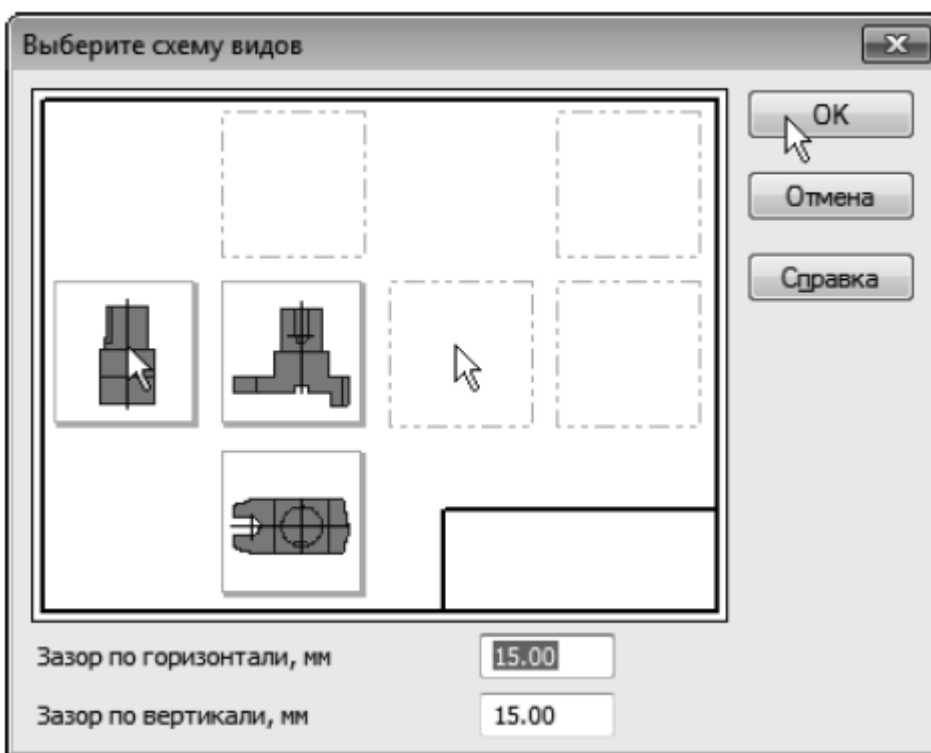 Выберите схему видов
OK
Отмена
Справка
Зазор по горизонтали, мм
15.00
Зазор по вертикали, мм
15.00